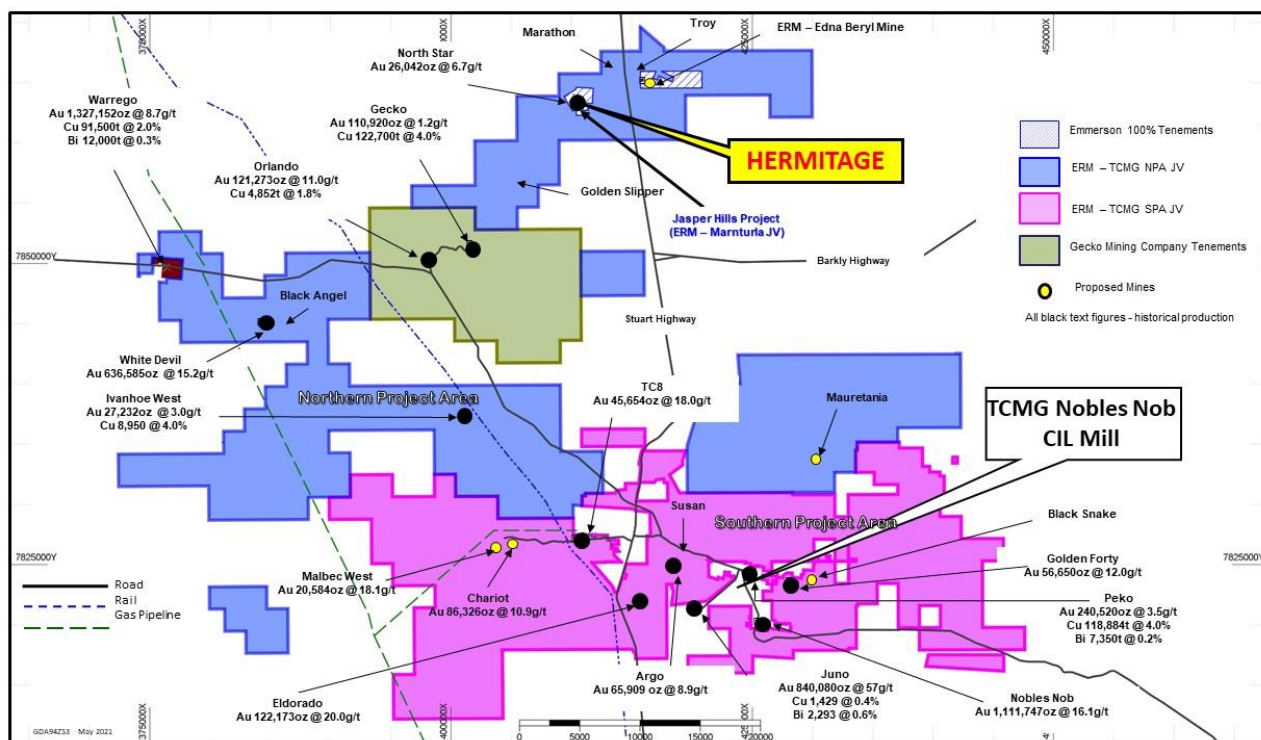 375000X
000X
425000X
450000X
Marathon
Troy
ERM – Edna Beryl Mine
North Star
Au 26,042oz @ 6.7g/t
Warrego
Au 1,327,152oz @ 8.7g/t
Cu 91,500t @ 2.0%
Bi 12,000t @ 0.3%
Gecko
Au 110,920oz @ 1.2g/t
Cu 122,700t @ 4.0%
Orlando
Au 121,273oz @ 11.0g/t
Cu 4,852t @ 1.8%
HERMITAGE
Golden Slipper
Jasper Hills Project
(ERM – Marnturla JV)
Emmerson 100% Tenements
ERM – TCMG NPA JV
ERM – TCMG SPA JV
Gecko Mining Company Tenements
Proposed Mines
All black text figures - historical production
7850000Y
7850000Y
Barkly Highway
Black Angel
Stuart Highway
White Devil
Au 636,585oz @ 15.2g/t
Ivanhoe West
Au 27,232oz @ 3.0g/t
Cu 8,950 @ 4.0%
Northern Project Area
TC8
Au 45,654oz @ 18.0g/t
Mauretania
TCMG Nobles Nob
CIL Mill
Susan
Southern Project Area
Black Snake
7825000Y
7825000Y
Golden Forty
Au 56,650oz @ 12.0g/t
Malbec West
Au 20,584oz @ 18.1g/t
Chariot
Au 86,326oz @ 10.9g/t
Peko
Au 240,520oz @ 3.5g/t
Cu 118,884t @ 4.0%
Bi 7,350t @ 0.2%
Road
Rail
Gas Pipeline
Eldorado
Au 122,173oz @ 20.0g/t
Argo
Au 65,909 oz @ 8.9g/t
Juno
Au 840,080oz @ 57g/t
Cu 1,429 @ 0.4%
Bi 2,293 @ 0.6%
Nobles Nob
Au 1,111,747oz @ 16.1g/t
GDA94Z53 May 2021
375000X
400000X
425000X
0
10000
15000
20000